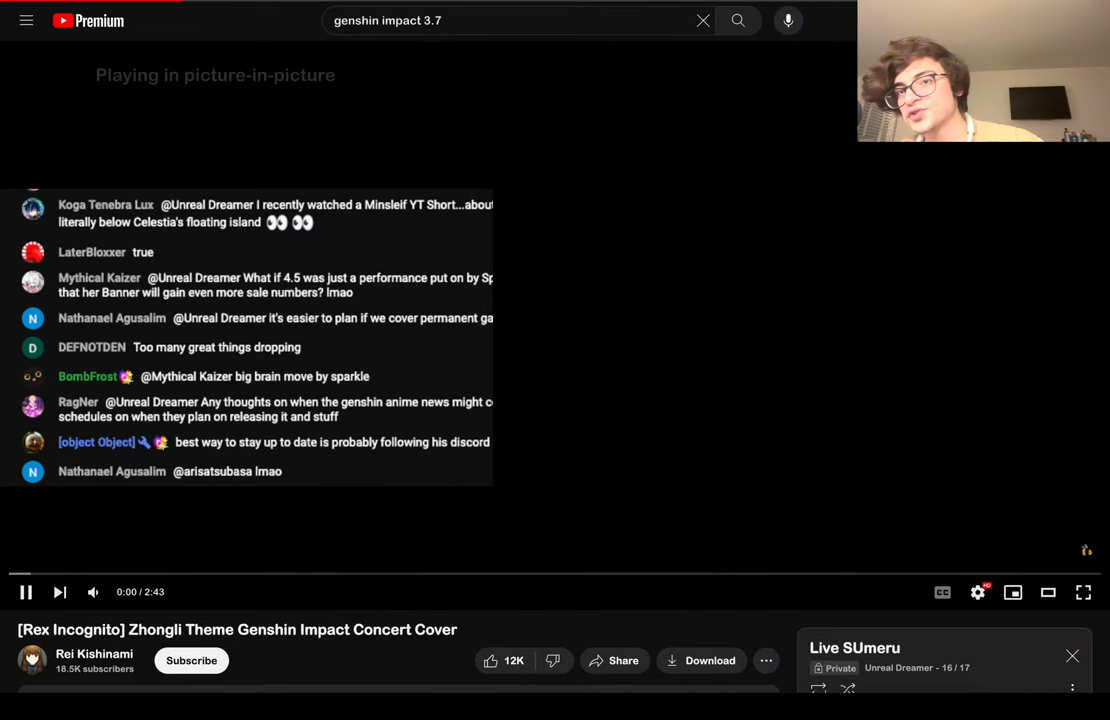 Premium
genshin impact 3.7
Playing in picture-in-picture
Koga Tenebra Lux @Unreal Dreamer I recently watched a Minsleif YT Short...about
literally below Celestia's floating island 👀 👀
LaterBloxxer true
Mythical Kaizer @Unreal Dreamer What if 4.5 was just a performance put on by Sp
that her Banner will gain even more sale numbers? lmao
N Nathanael Agusalim @Unreal Dreamer it's easier to plan if we cover permanent ga
D DEFNOTDEN Too many great things dropping
BombFrost @Mythical Kaizer big brain move by sparkle
RagNer @Unreal Dreamer Any thoughts on when the genshin anime news might c
schedules on when they plan on releasing it and stuff
[object Object] best way to stay up to date is probably following his discord
N Nathanael Agusalim @arisatsubasa lmao
0:00 / 2:43
CC
HD
[Rex Incognito] Zhongli Theme Genshin Impact Concert Cover
Rei Kishinami
18.5K subscribers
Subscribe
12K
Share
Download
Live SUmeru
Private Unreal Dreamer - 16 / 17